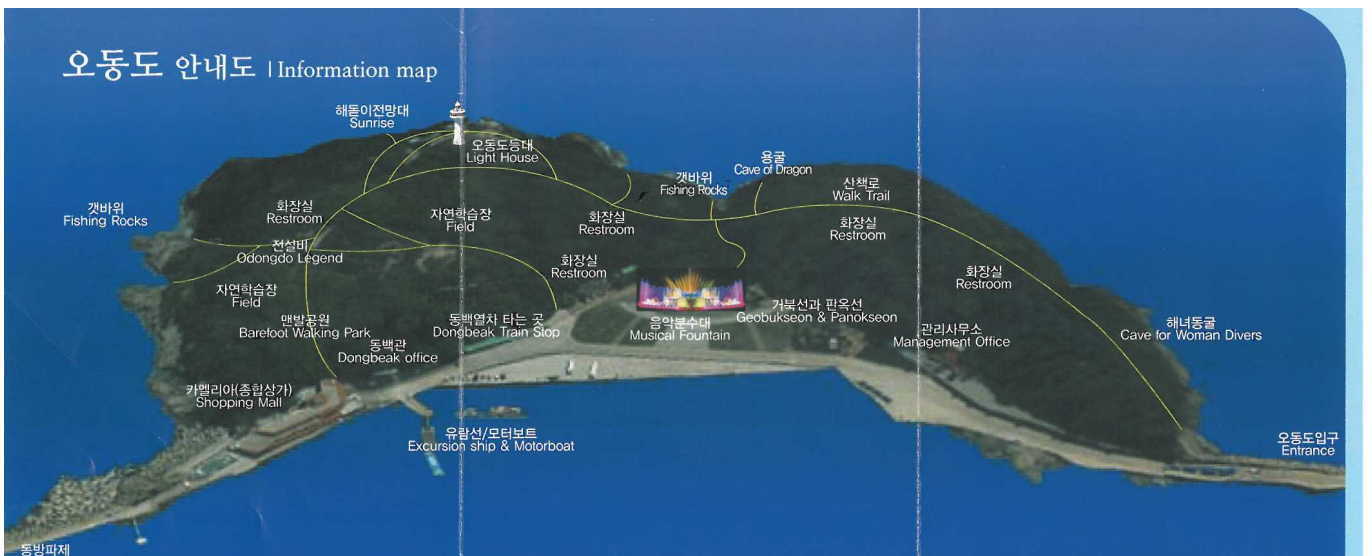 오동도 안내도 | Information map
해돋이전망대
Sunrise
오동도등대
Light House
갯바위
Fishing Rocks
용굴
Cave of Dragon
산책로
Walk Trail
갯바위
Fishing Rocks
화장실
Restroom
자연학습장
Field
화장실
Restroom
화장실
Restroom
전설비
Odongdo Legend
화장실
Restroom
화장실
Restroom
자연학습장
Field
맨발공원
Barefoot Walking Park
동백열차 타는 곳
Dongbeak Train Stop
음악분수대
Musical Fountain
거북선과 판옥선
Geobukseon & Panokseon
관리사무소
Management Office
해녀동굴
Cave for Woman Divers
동백관
Dongbeak office
카멜리아(종합상가)
Shopping Mall
유람선/모터보트
Excursion ship & Motorboat
오동도입구
Entrance
동방파제